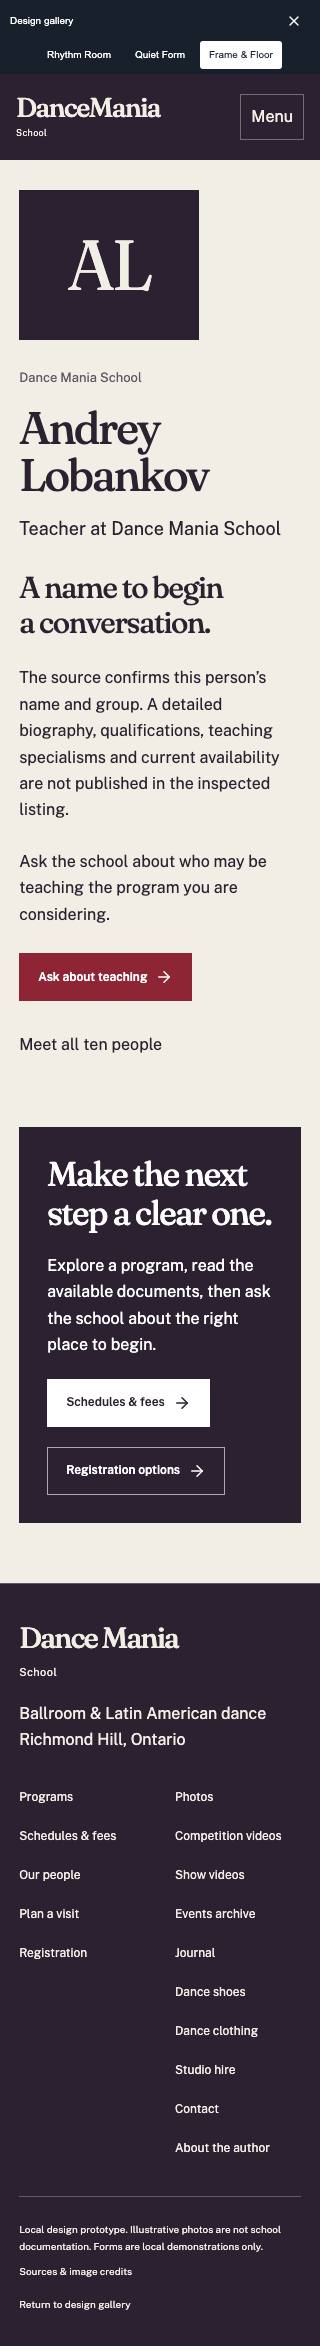 Design gallery
Rhythm Room Quiet Form Frame & Floor
DanceMania
School
Menu
AL
Dance Mania School
Andrey
Lobankov
Teacher at Dance Mania School
A name to begin
a conversation.
The source confirms this person’s
name and group. A detailed
biography, qualifications, teaching
specialisms and current availability
are not published in the inspected
listing.
Ask the school about who may be
teaching the program you are
considering.
Ask about teaching
Meet all ten people
Make the next
step a clear one.
Explore a program, read the
available documents, then ask
the school about the right
place to begin.
Schedules & fees
Registration options
Dance Mania
School
Ballroom & Latin American dance
Richmond Hill, Ontario
Programs
Schedules & fees
Our people
Plan a visit
Registration
Photos
Competition videos
Show videos
Events archive
Journal
Dance shoes
Dance clothing
Studio hire
Contact
About the author
Local design prototype. Illustrative photos are not school
documentation. Forms are local demonstrations only.
Sources & image credits
Return to design gallery